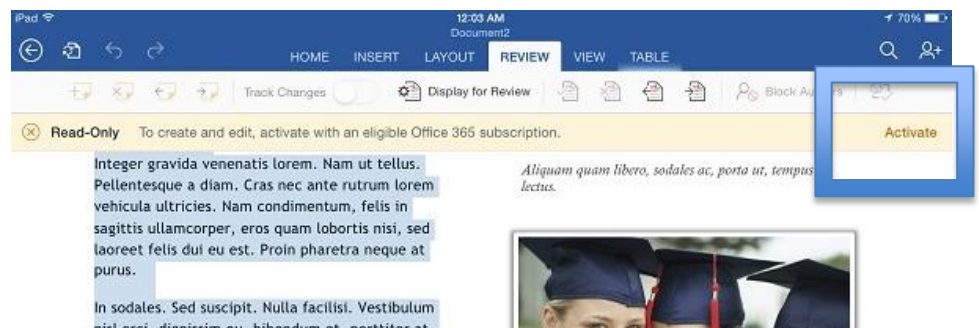 iPad
12:03 AM
70%
Document2
HOME INSERT LAYOUT REVIEW VIEW TABLE
Track Changes Display for Review Block
Read-Only To create and edit, activate with an eligible Office 365 subscription. Activate
Integer gravida venenatis lorem. Nam ut tellus.
Pellentesque a diam. Cras nec ante rutrum lorem
vehicula ultricies. Nam condimentum, felis in
sagittis ullamcorper, eros quam lobortis nisi, sed
laoreet felis dui eu est. Proin pharetra neque at
purus.
In sodales. Sed suscipit. Nulla facilisi. Vestibulum
Aliquam quam libero, sodales ac, porta ut, tempus
lectus.